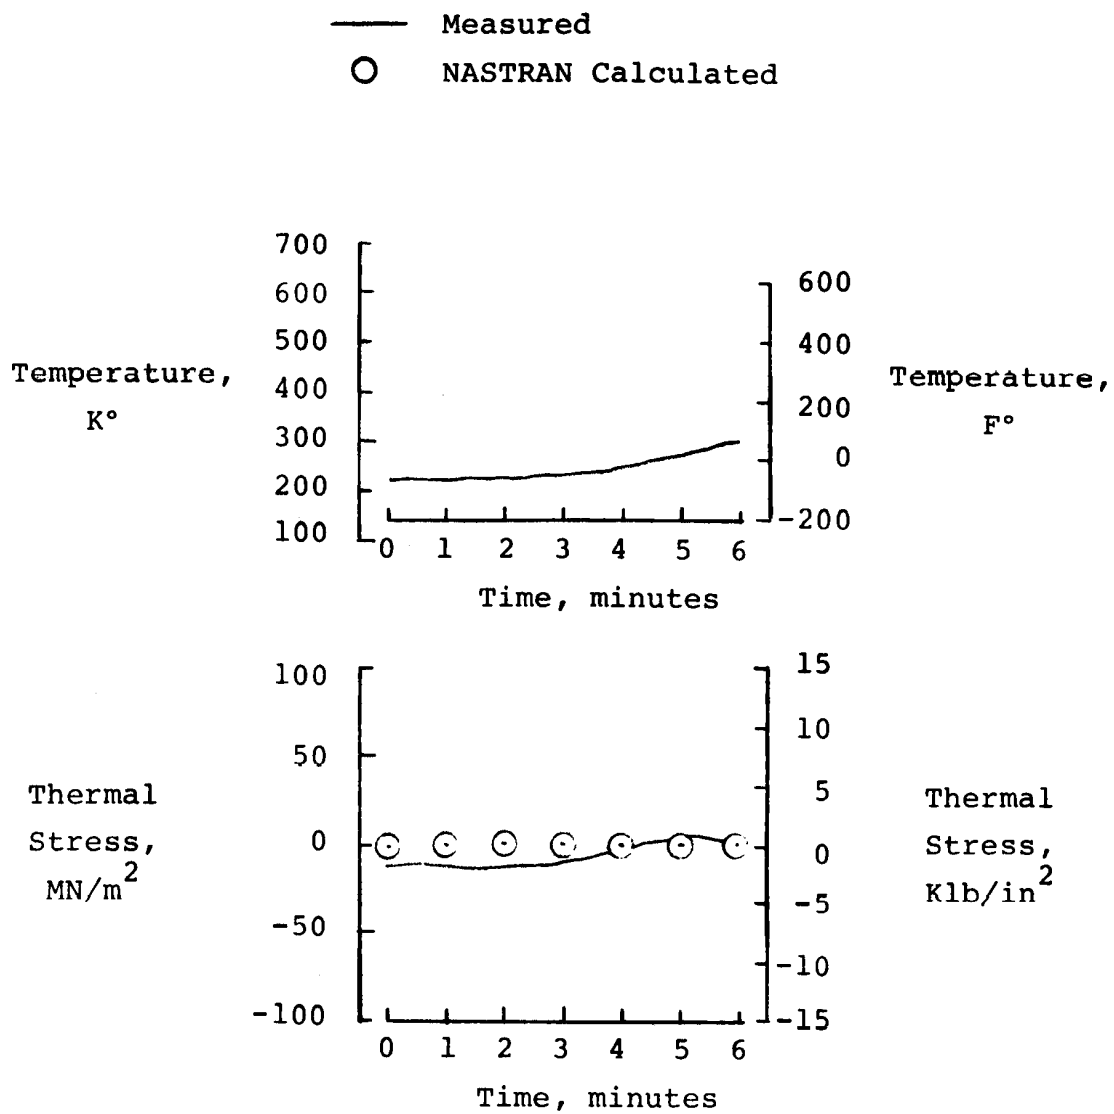 Measured
NASTRAN Calculated
700
600
500
400
300
200
100
Temperature,
K°
600
400
200
0
-200
Temperature,
F°
0 1 2 3 4 5 6
Time, minutes
100
50
0
-50
-100
Thermal
Stress,
MN/m²
15
10
5
0
-5
-10
-15
Thermal
Stress,
Klb/in²
0 1 2 3 4 5 6
Time, minutes